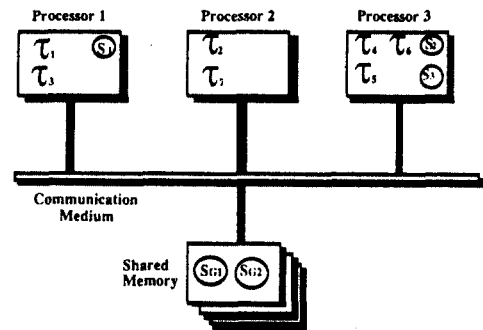 Processor 1
Processor 2
Processor 3
τ1 S1
τ3
τ2
τ7
τ4 τ6 S2
τ5 S3
Communication
Medium
Shared
Memory
SG1 SG2